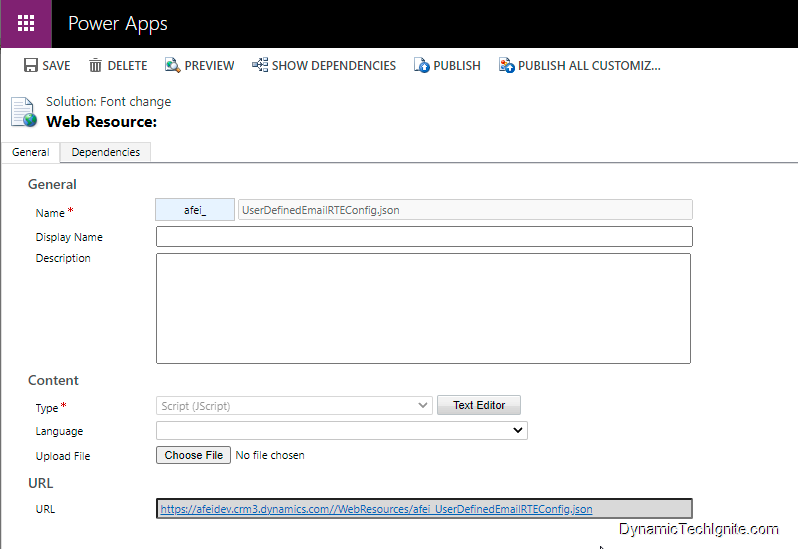 Power Apps
SAVE DELETE PREVIEW SHOW DEPENDENCIES PUBLISH PUBLISH ALL CUSTOMIZ...
Solution: Font change
Web Resource:
General Dependencies
General
Name * afei_ UserDefinedEmailRTEConfig.json
Display Name
Description
Content
Type * Script (JScript) Text Editor
Language
Upload File Choose File No file chosen
URL
URL https://afeidev.crm3.dynamics.com//WebResources/afei_UserDefinedEmailRTEConfig.json
DynamicTechIgnite.com